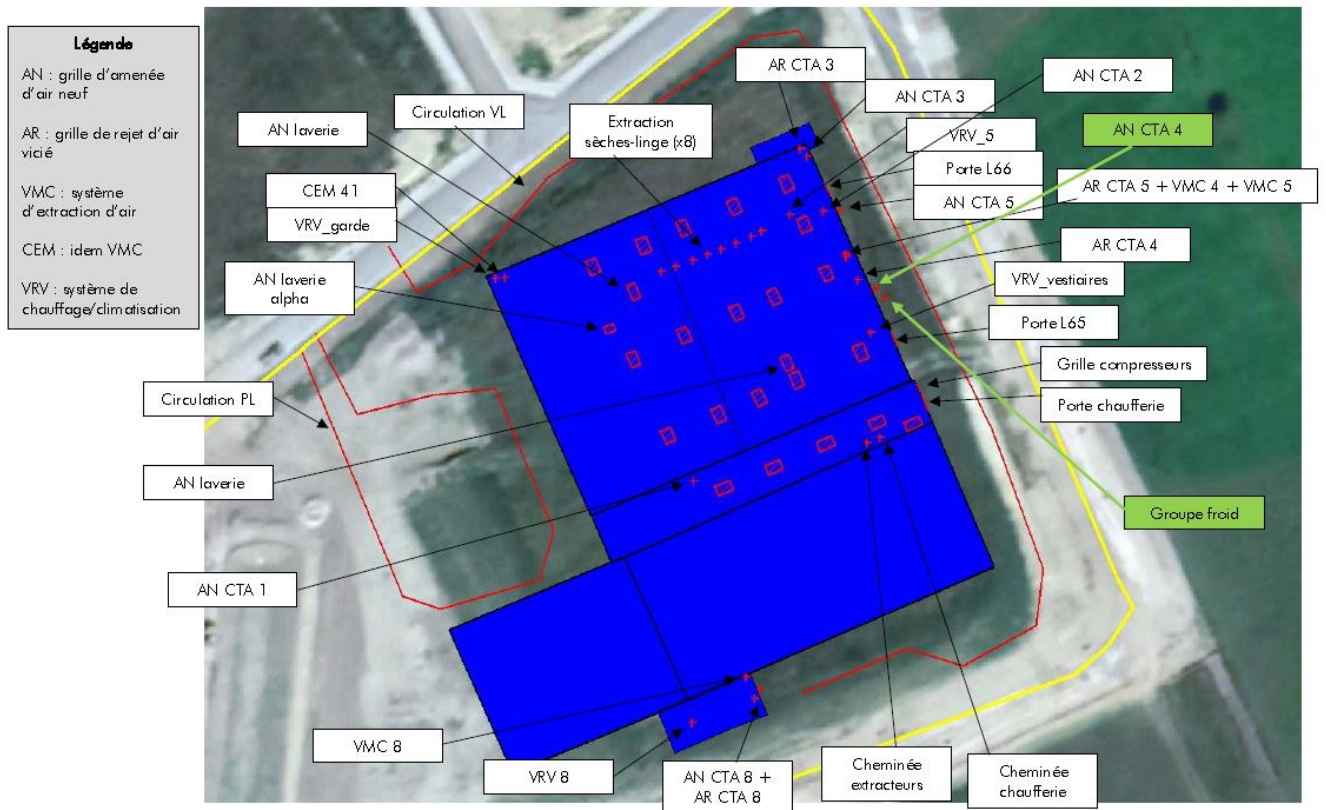 Légende
AN : grille d'amenée
d'air neuf
AR : grille de rejet d'air
vicié
VMC : système
d'extraction d'air
CEM : idem VMC
VRV : système de
chauffage/climatisation
AR CTA 3
AN CTA 2
AN CTA 3
Circulation VL
Extraction
sèches-linge (x8)
AN laverie
VRV_5
AN CTA 4
Porte L66
CEM 41
AR CTA 5 + VMC 4 + VMC 5
AN CTA 5
VRV_garde
AR CTA 4
AN laverie
alpha
VRV_vestiaires
Porte L65
Grille compresseurs
Circulation PL
Porte chaufferie
AN laverie
Groupe froid
AN CTA 1
VMC 8
VRV 8
AN CTA 8 +
AR CTA 8
Cheminée
extracteurs
Cheminée
chaufferie